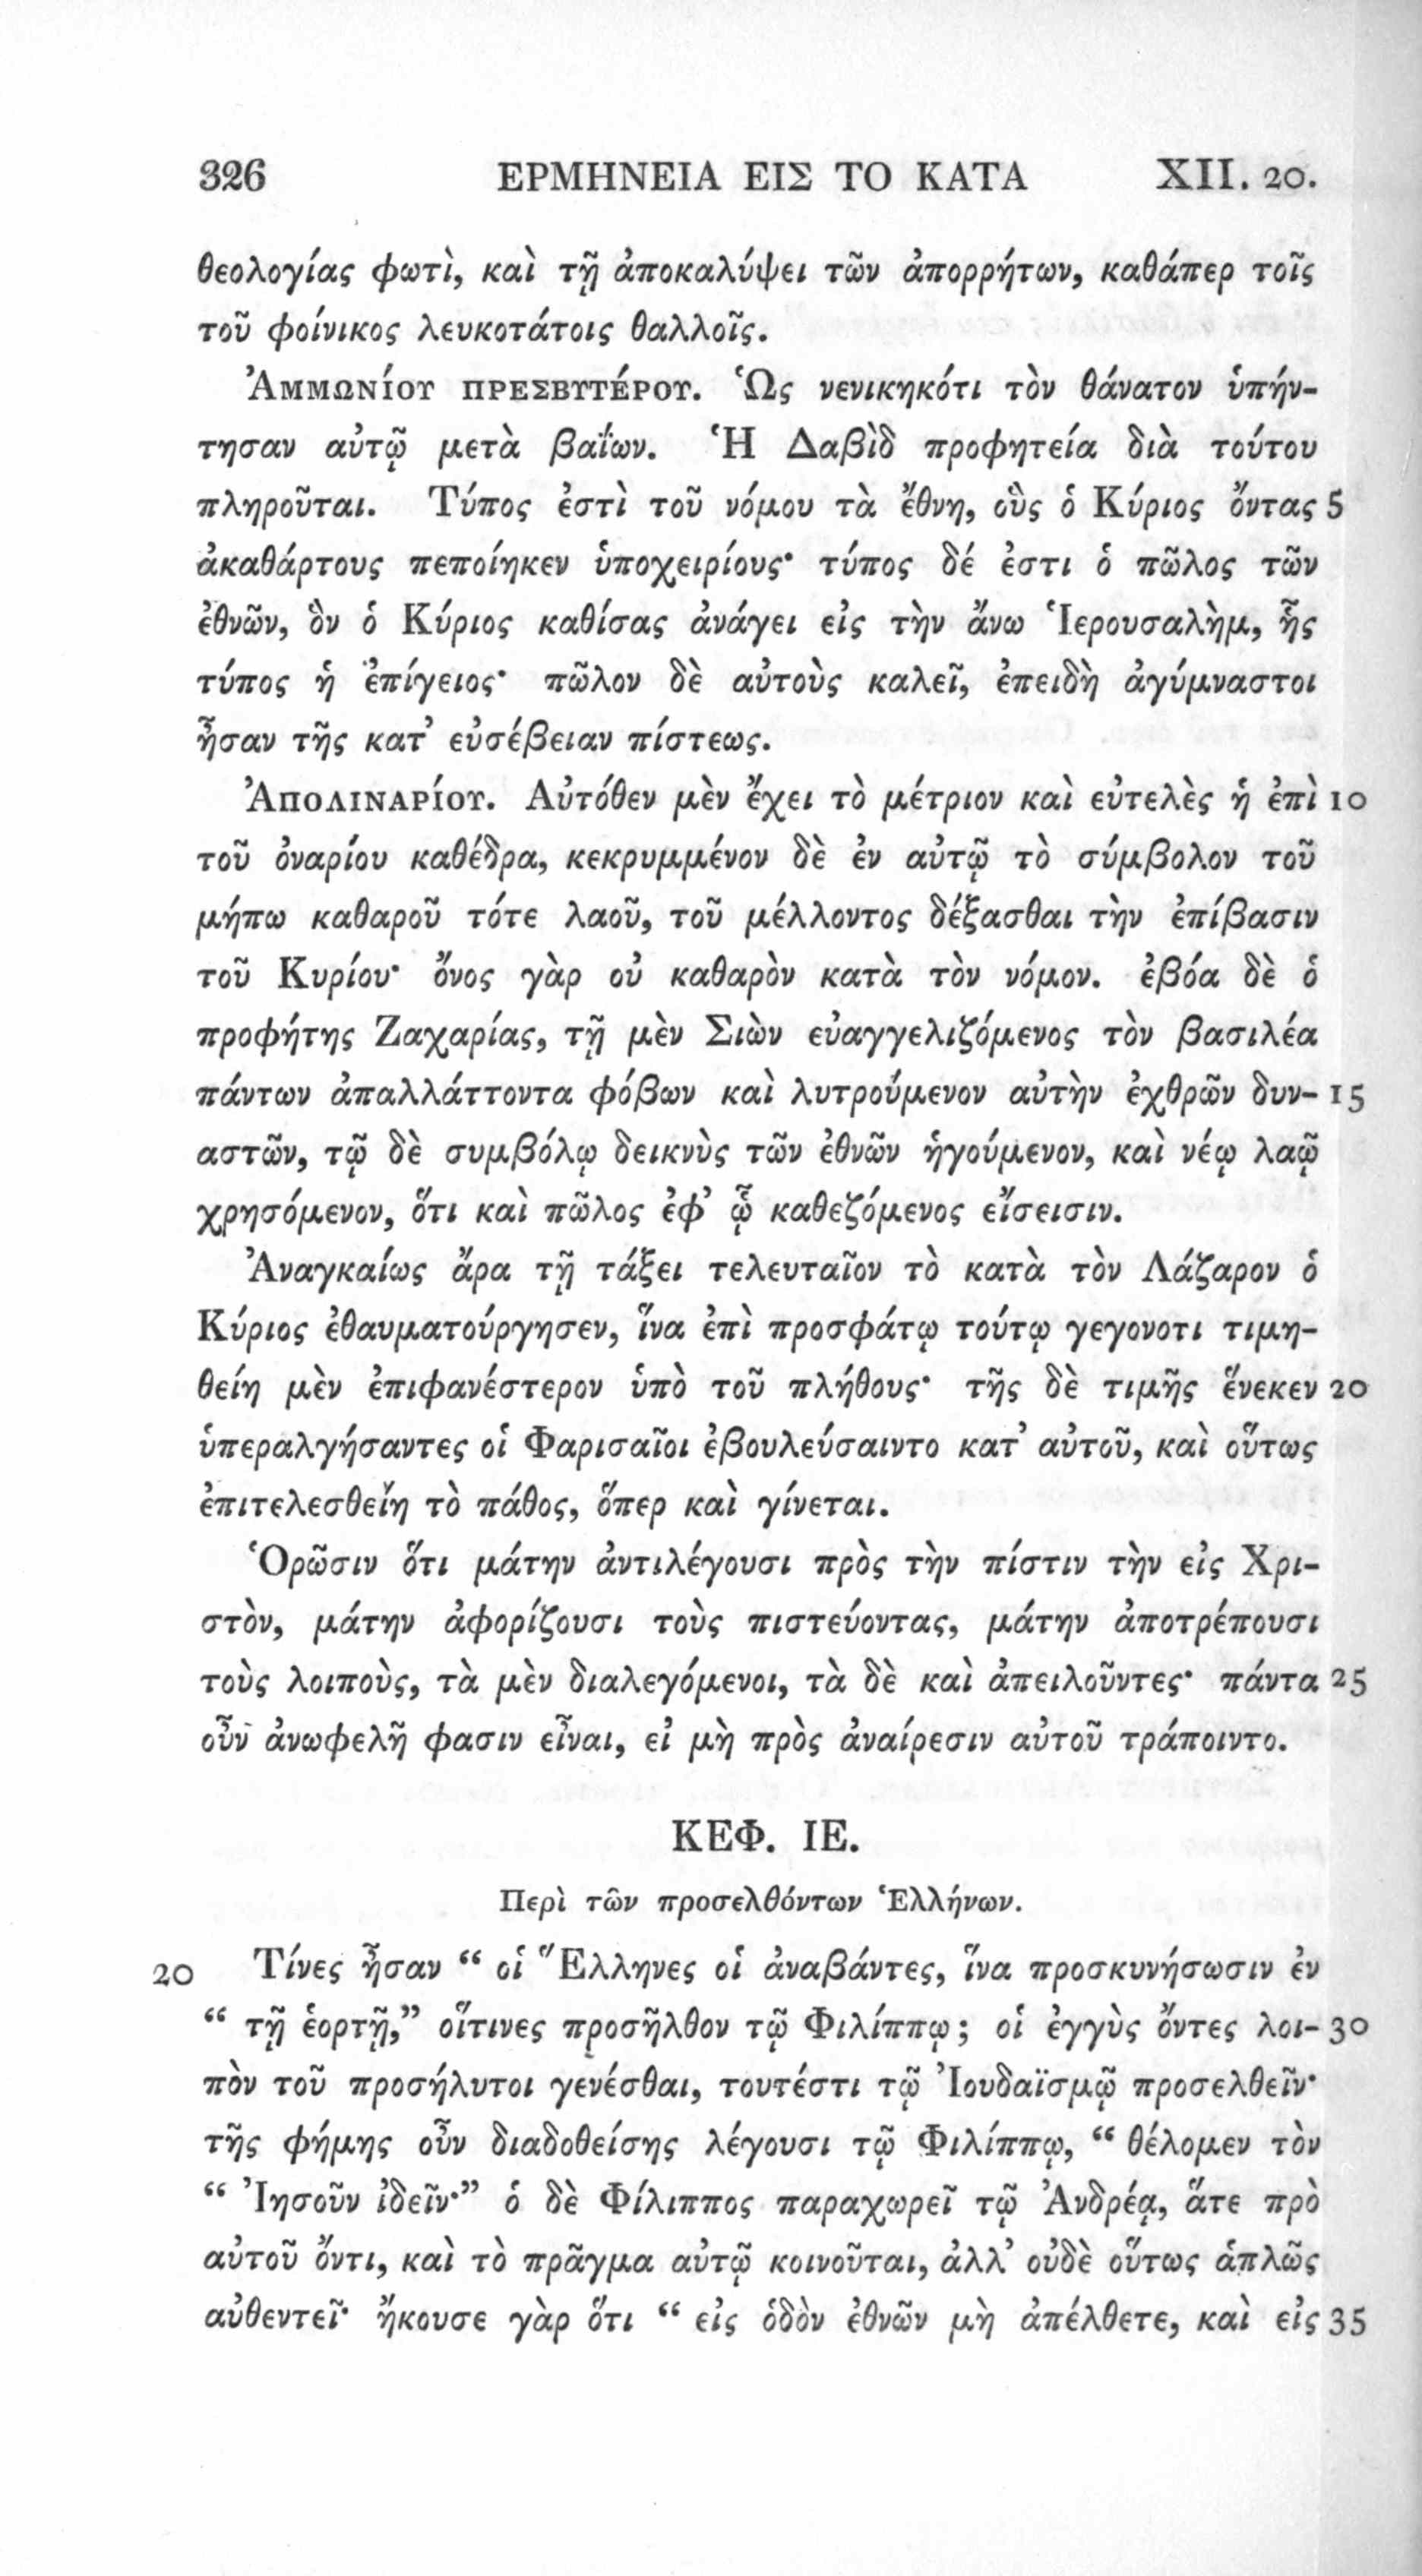 326 ΕΡΜΗΝΕΙΑ ΕΙΣ ΤΟ ΚΑΤΑ XII. 20.
θεολογίας φωτὶ, καὶ τῇ ἀποκαλύψει τῶν ἀπορρήτων, καθάπερ τοῖς
τοῦ φοίνικος λευκοτάτοις θαλλοῖς.
Ἀμμωνίου πρεσβυτέρου. Ὡς νενικηκότι τὸν θάνατον ὑπήν-
τησαν αὐτῷ μετὰ βαΐων. Ἡ Δαβὶδ προφητεία διὰ τούτου
πληροῦται. Τύπος ἐστὶ τοῦ νόμου τὰ ἔθνη, οὓς ὁ Κύριος ὄντας 5
ἀκαθάρτους πεποίηκεν ὑποχειρίους· τύπος δέ ἐστι ὁ πῶλος τῶν
ἐθνῶν, ὃν ὁ Κύριος καθίσας ἀνάγει εἰς τὴν ἄνω Ἱερουσαλὴμ, ἧς
τύπος ἡ ἐπίγειος· πῶλον δὲ αὐτοὺς καλεῖ, ἐπειδὴ ἀγύμναστοι
ἦσαν τῆς κατ’ εὐσέβειαν πίστεως.
Ἀπολιναρίου. Αὐτόθεν μὲν ἔχει τὸ μέτριον καὶ εὐτελὲς ἡ ἐπὶ 10
τοῦ ὀναρίου καθέδρα, κεκρυμμένον δὲ ἐν αὐτῷ τὸ σύμβολον τοῦ
μήπω καθαροῦ τότε λαοῦ, τοῦ μέλλοντος δέξασθαι τὴν ἐπίβασιν
τοῦ Κυρίου· ὄνος γὰρ οὐ καθαρὸν κατὰ τὸν νόμον. ἐβόα δὲ ὁ
προφήτης Ζαχαρίας, τῇ μὲν Σιὼν εὐαγγελιζόμενος τὸν βασιλέα
πάντων ἀπαλλάττοντα φόβων καὶ λυτρούμενον αὐτὴν ἐχθρῶν δυν- 15
αστῶν, τῷ δὲ συμβόλῳ δεικνὺς τῶν ἐθνῶν ἡγούμενον, καὶ νέῳ λαῷ
χρησόμενον, ὅτι καὶ πῶλος ἐφ’ ᾧ καθεζόμενος εἴσεισιν.
Ἀναγκαίως ἄρα τῇ τάξει τελευταῖον τὸ κατὰ τὸν Λάζαρον ὁ
Κύριος ἐθαυματούργησεν, ἵνα ἐπὶ προσφάτῳ τούτῳ γεγονοτι τιμη-
θείη μὲν ἐπιφανέστερον ὑπὸ τοῦ πλήθους· τῆς δὲ τιμῆς ἕνεκεν 20
ὑπεραλγήσαντες οἱ Φαρισαῖοι ἐβουλεύσαιντο κατ’ αὐτοῦ, καὶ οὕτως
ἐπιτελεσθείη τὸ πάθος, ὅπερ καὶ γίνεται.
Ὁρῶσιν ὅτι μάτην ἀντιλέγουσι πρὸς τὴν πίστιν τὴν εἰς Χρι-
στὸν, μάτην ἀφορίζουσι τοὺς πιστεύοντας, μάτην ἀποτρέπουσι
τοὺς λοιποὺς, τὰ μὲν διαλεγόμενοι, τὰ δὲ καὶ ἀπειλοῦντες· πάντα 25
οὖν ἀνωφελῆ φασιν εἶναι, εἰ μὴ πρὸς ἀναίρεσιν αὐτοῦ τράποιντο.
ΚΕΦ. ΙΕ.
Περὶ τῶν προσελθόντων Ἑλλήνων.
20 Τίνες ἦσαν “ οἱ Ἕλληνες οἱ ἀναβάντες, ἵνα προσκυνήσωσιν ἐν
“ τῇ ἑορτῇ,” οἵτινες προσῆλθον τῷ Φιλίππῳ; οἱ ἐγγὺς ὄντες λοι- 30
πὸν τοῦ προσήλυτοι γενέσθαι, τουτέστι τῷ Ἰουδαϊσμῷ προσελθεῖν·
τῆς φήμης οὖν διαδοθείσης λέγουσι τῷ Φιλίππῳ, “ θέλομεν τὸν
“ Ἰησοῦν ἰδεῖν·” ὁ δὲ Φίλιππος παραχωρεῖ τῷ Ἀνδρέᾳ, ἅτε πρὸ
αὐτοῦ ὄντι, καὶ τὸ πρᾶγμα αὐτῷ κοινοῦται, ἀλλ’ οὐδὲ οὕτως ἁπλῶς
αὐθεντεῖ· ἤκουσε γὰρ ὅτι “ εἰς ὁδὸν ἐθνῶν μὴ ἀπέλθετε, καὶ εἰς 35